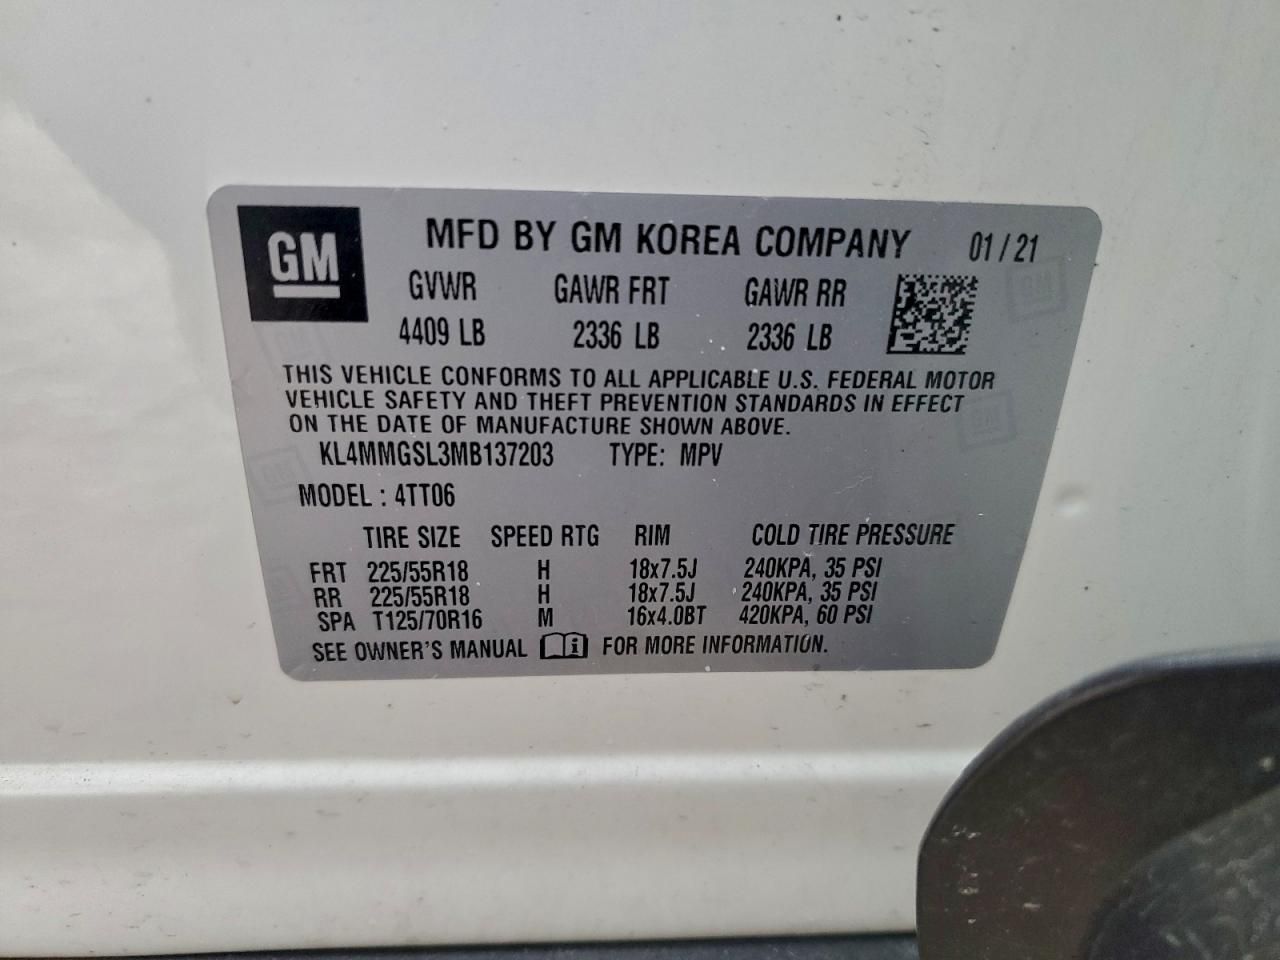 GM MFD BY GM KOREA COMPANY 01/21
GVWR GAWR FRT GAWR RR
4409 LB 2336 LB 2336 LB
THIS VEHICLE CONFORMS TO ALL APPLICABLE U.S. FEDERAL MOTOR
VEHICLE SAFETY AND THEFT PREVENTION STANDARDS IN EFFECT
ON THE DATE OF MANUFACTURE SHOWN ABOVE.
KL4MMGSL3MB137203 TYPE: MPV
MODEL : 4TT06
TIRE SIZE SPEED RTG RIM COLD TIRE PRESSURE
FRT 225/55R18 H 18x7.5J 240KPA, 35 PSI
RR 225/55R18 H 18x7.5J 240KPA, 35 PSI
SPA T125/70R16 M 16x4.0BT 420KPA, 60 PSI
SEE OWNER'S MANUAL i FOR MORE INFORMATION.